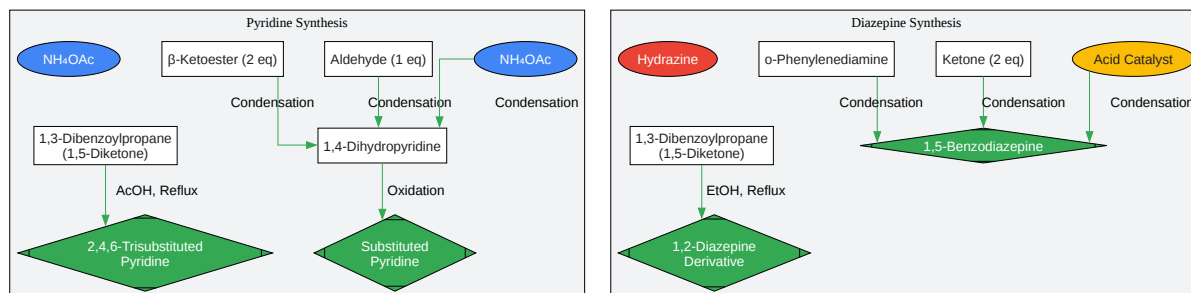 Pyridine Synthesis
NH₄OAc
β-Ketoester (2 eq)
Aldehyde (1 eq)
NH₄OAc
Condensation
Condensation
Condensation
1,3-Dibenzoylpropane
(1,5-Diketone)
1,4-Dihydropyridine
AcOH, Reflux
Oxidation
2,4,6-Trisubstituted
Pyridine
Substituted
Pyridine
Diazepine Synthesis
Hydrazine
o-Phenylenediamine
Ketone (2 eq)
Acid Catalyst
Condensation
Condensation
Condensation
1,3-Dibenzoylpropane
(1,5-Diketone)
1,5-Benzodiazepine
EtOH, Reflux
1,2-Diazepine
Derivative